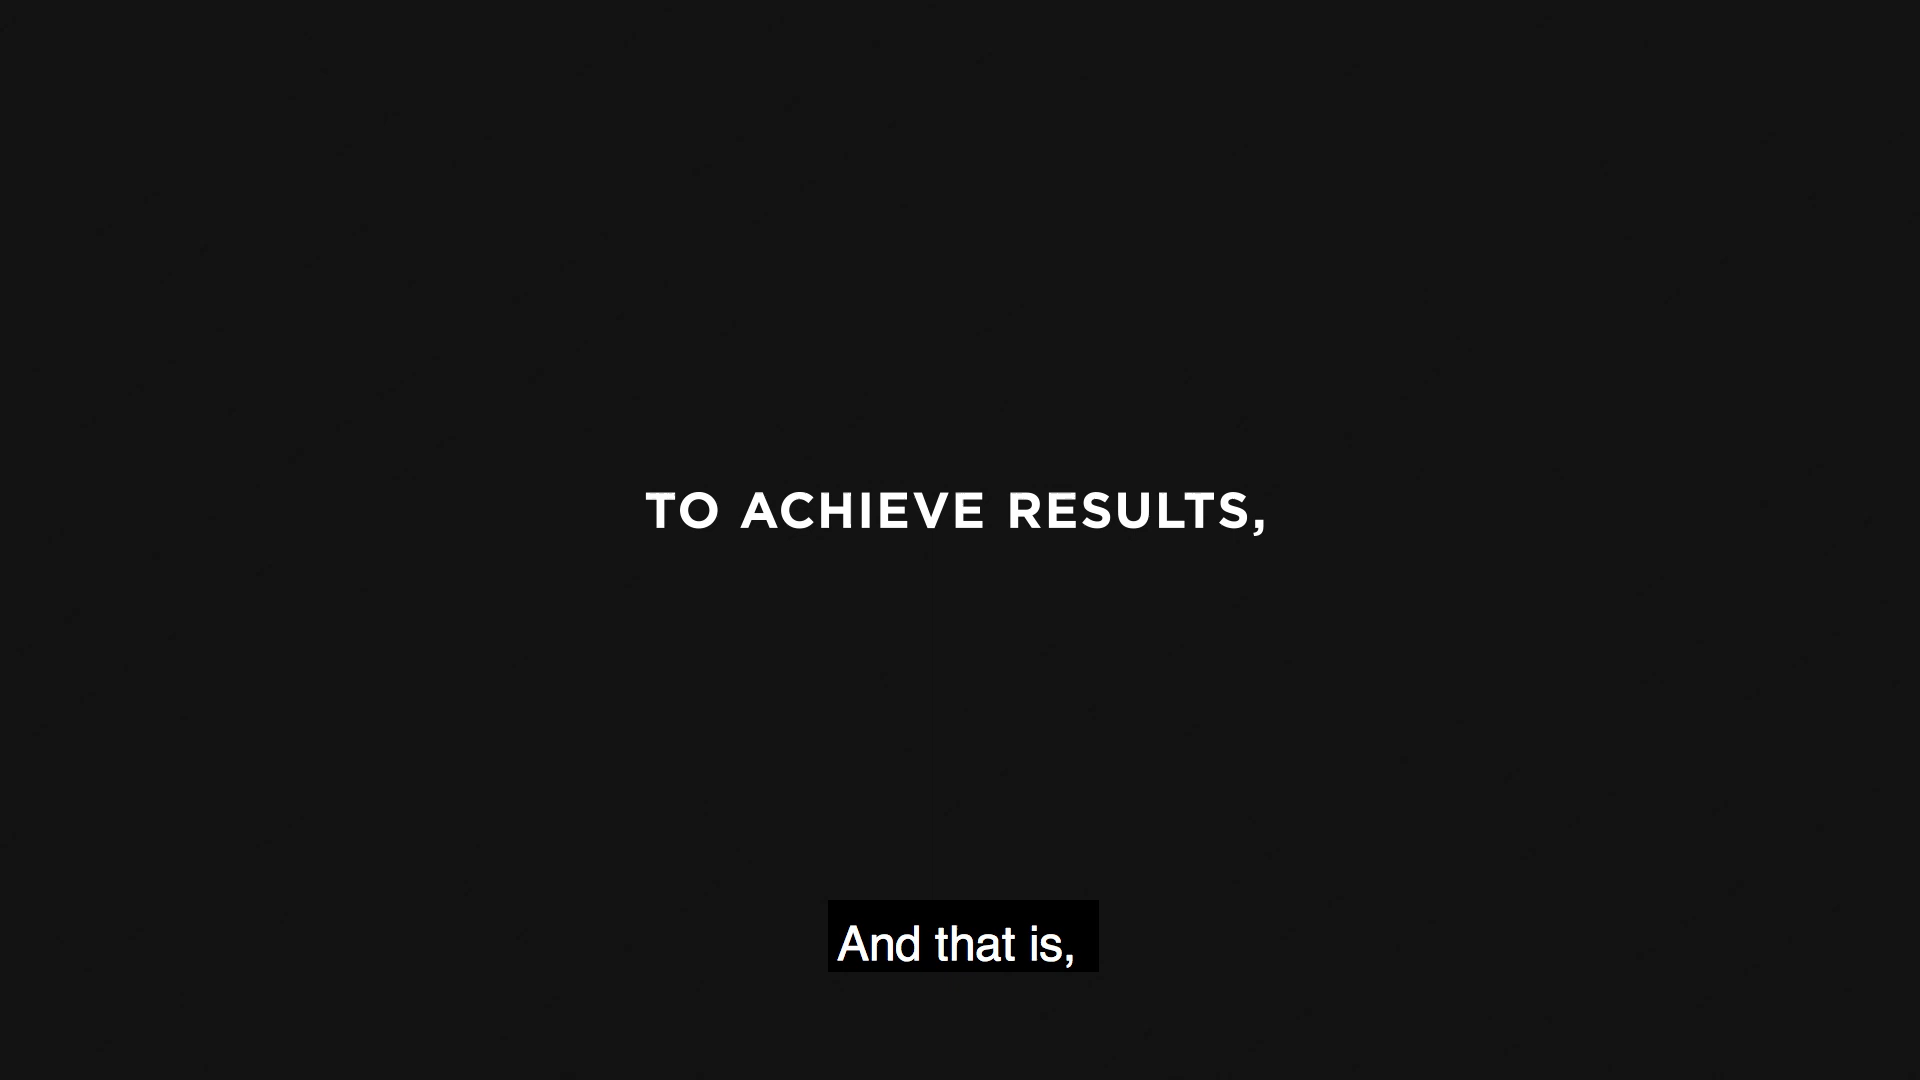 TO ACHIEVE RESULTS,
And that is,